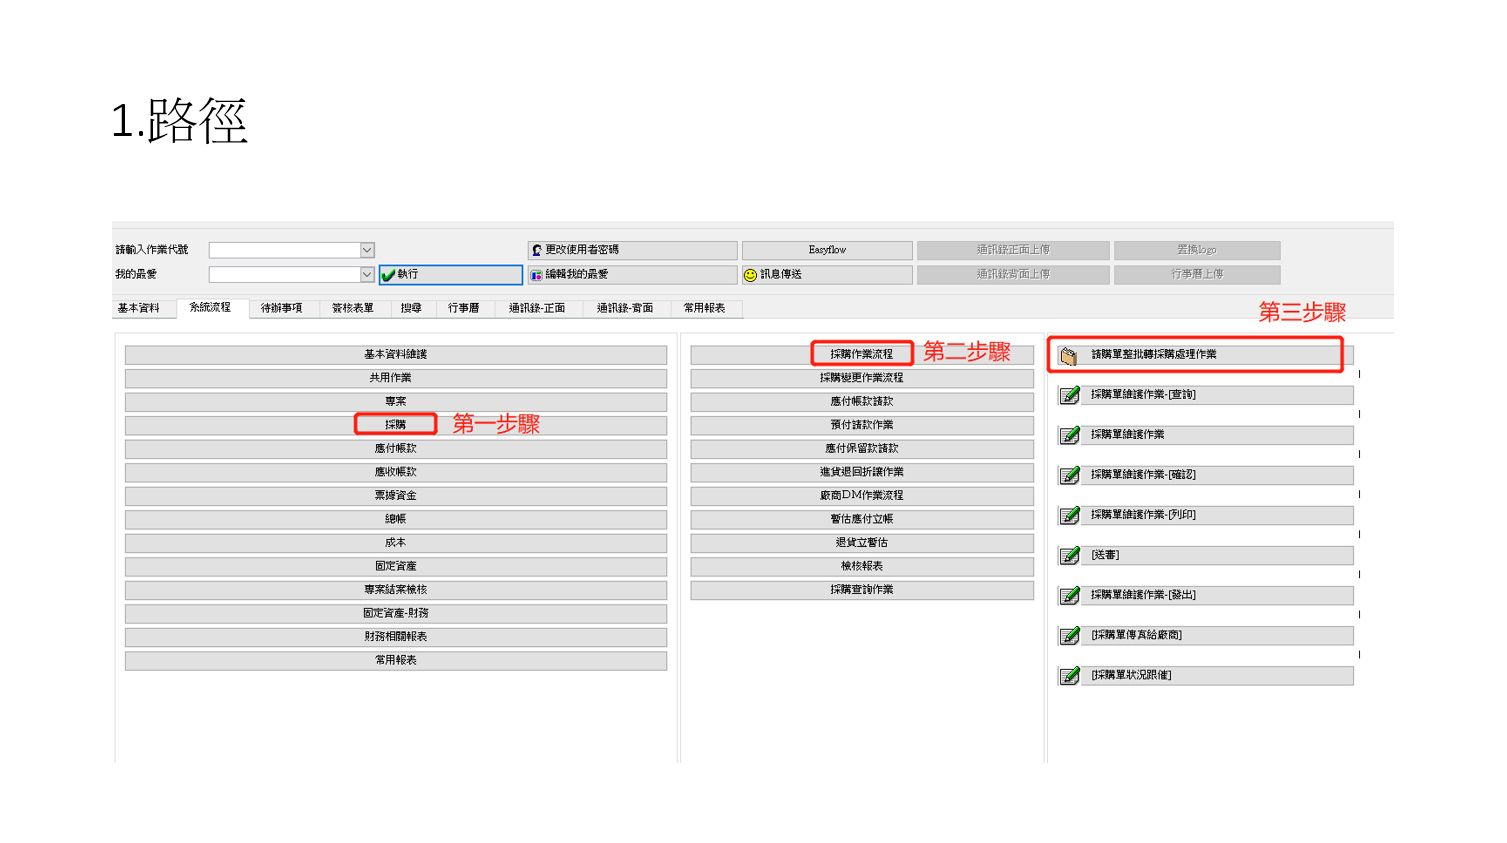 1.路徑
請輸入作業代號
更改使用者密碼
Easyflow
通訊錄正面上傳
置換logo
我的最愛
執行
編輯我的最愛
訊息傳送
通訊錄背面上傳
行事曆上傳
基本資料
系統流程
待辦事項
簽核表單
搜尋
行事曆
通訊錄-正面
通訊錄-背面
常用報表
基本資料維護
共用作業
專案
採購
第一步驟
應付帳款
應收帳款
票據資金
總帳
成本
固定資產
專案結案檢核
固定資產-財務
財務相關報表
常用報表
採購作業流程
第二步驟
採購變更作業流程
應付帳款請款
預付請款作業
應付保留款請款
進貨退回折讓作業
廠商DM作業流程
暫估應付立帳
退貨立暫估
檢核報表
採購查詢作業
第三步驟
請購單整批轉採購處理作業
採購單維護作業-[查詢]
採購單維護作業
採購單維護作業-[確認]
採購單維護作業-[列印]
[送審]
採購單維護作業-[發出]
[採購單傳真給廠商]
[採購單狀況跟催]